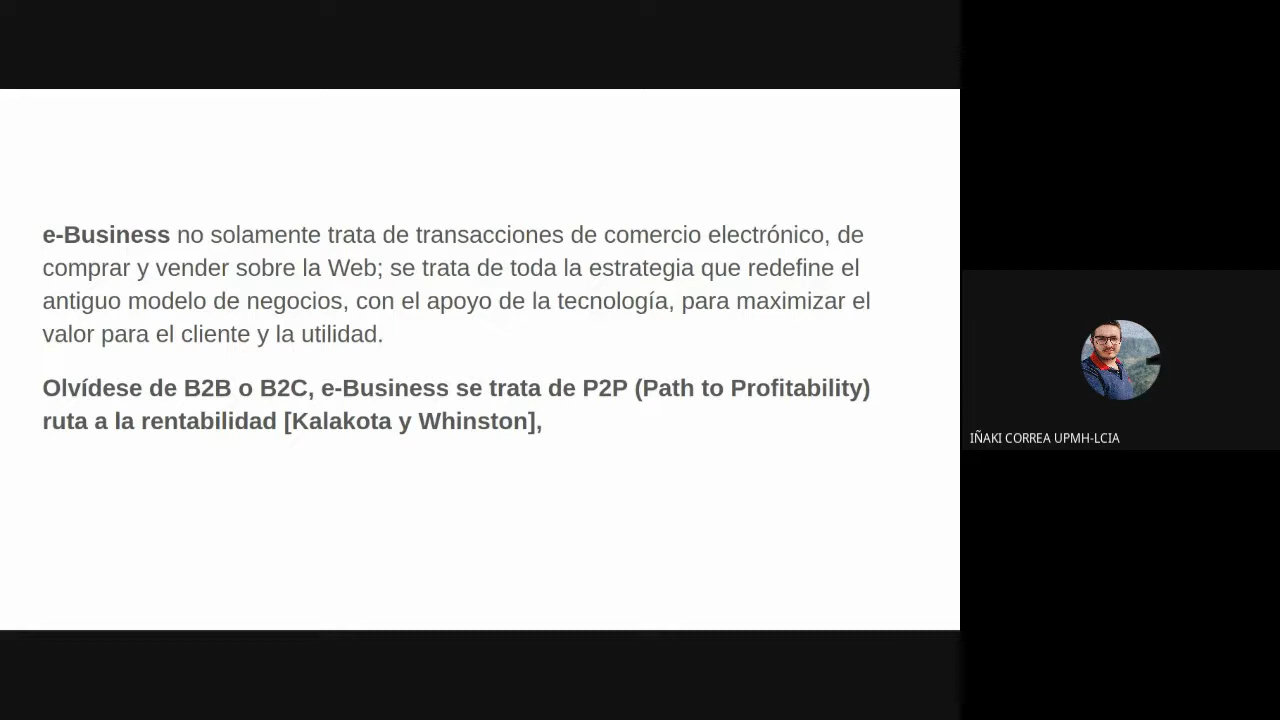 e-Business no solamente trata de transacciones de comercio electrónico, de
comprar y vender sobre la Web; se trata de toda la estrategia que redefine el
antiguo modelo de negocios, con el apoyo de la tecnología, para maximizar el
valor para el cliente y la utilidad.
Olvídese de B2B o B2C, e-Business se trata de P2P (Path to Profitability)
ruta a la rentabilidad [Kalakota y Whinston],
IÑAKI CORREA UPMH-LCIA